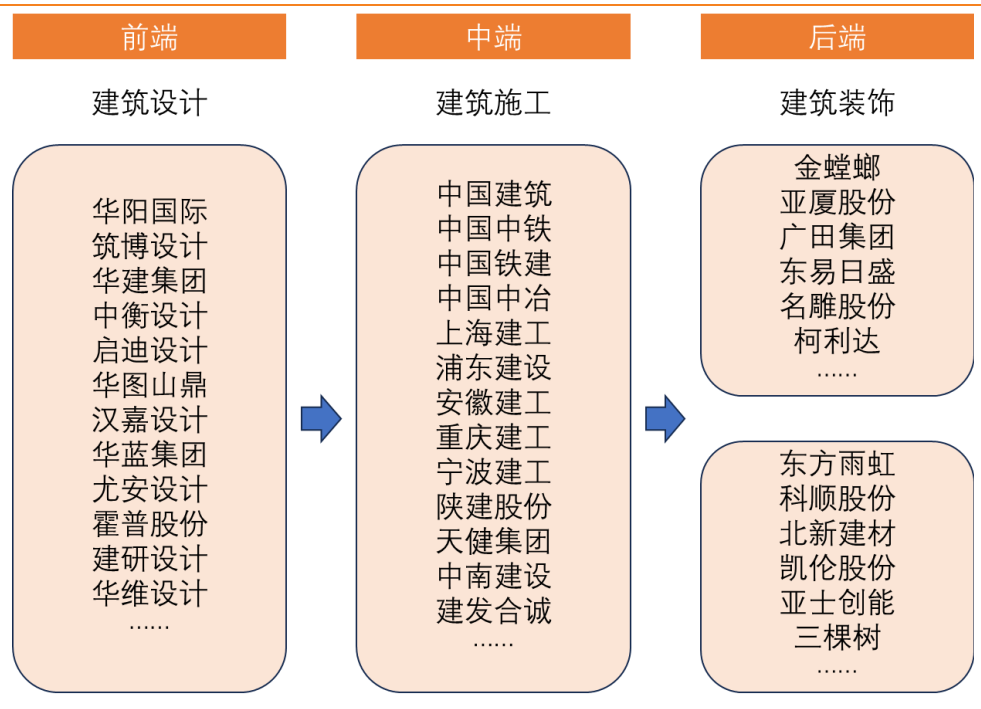 前端
建筑设计
华阳国际
筑博设计
华建集团
中衡设计
启迪设计
华图山鼎
汉嘉设计
华蓝集团
尤安设计
霍普股份
建研设计
华维设计
……
中端
建筑施工
中国建筑
中国中铁
中国铁建
中国中冶
上海建工
浦东建设
安徽建工
重庆建工
宁波建工
陕建股份
天健集团
中南建设
建发合诚
……
后端
建筑装饰
金螳螂
亚厦股份
广田集团
东易日盛
名雕股份
柯利达
……
东方雨虹
科顺股份
北新建材
凯伦股份
亚士创能
三棵树
……